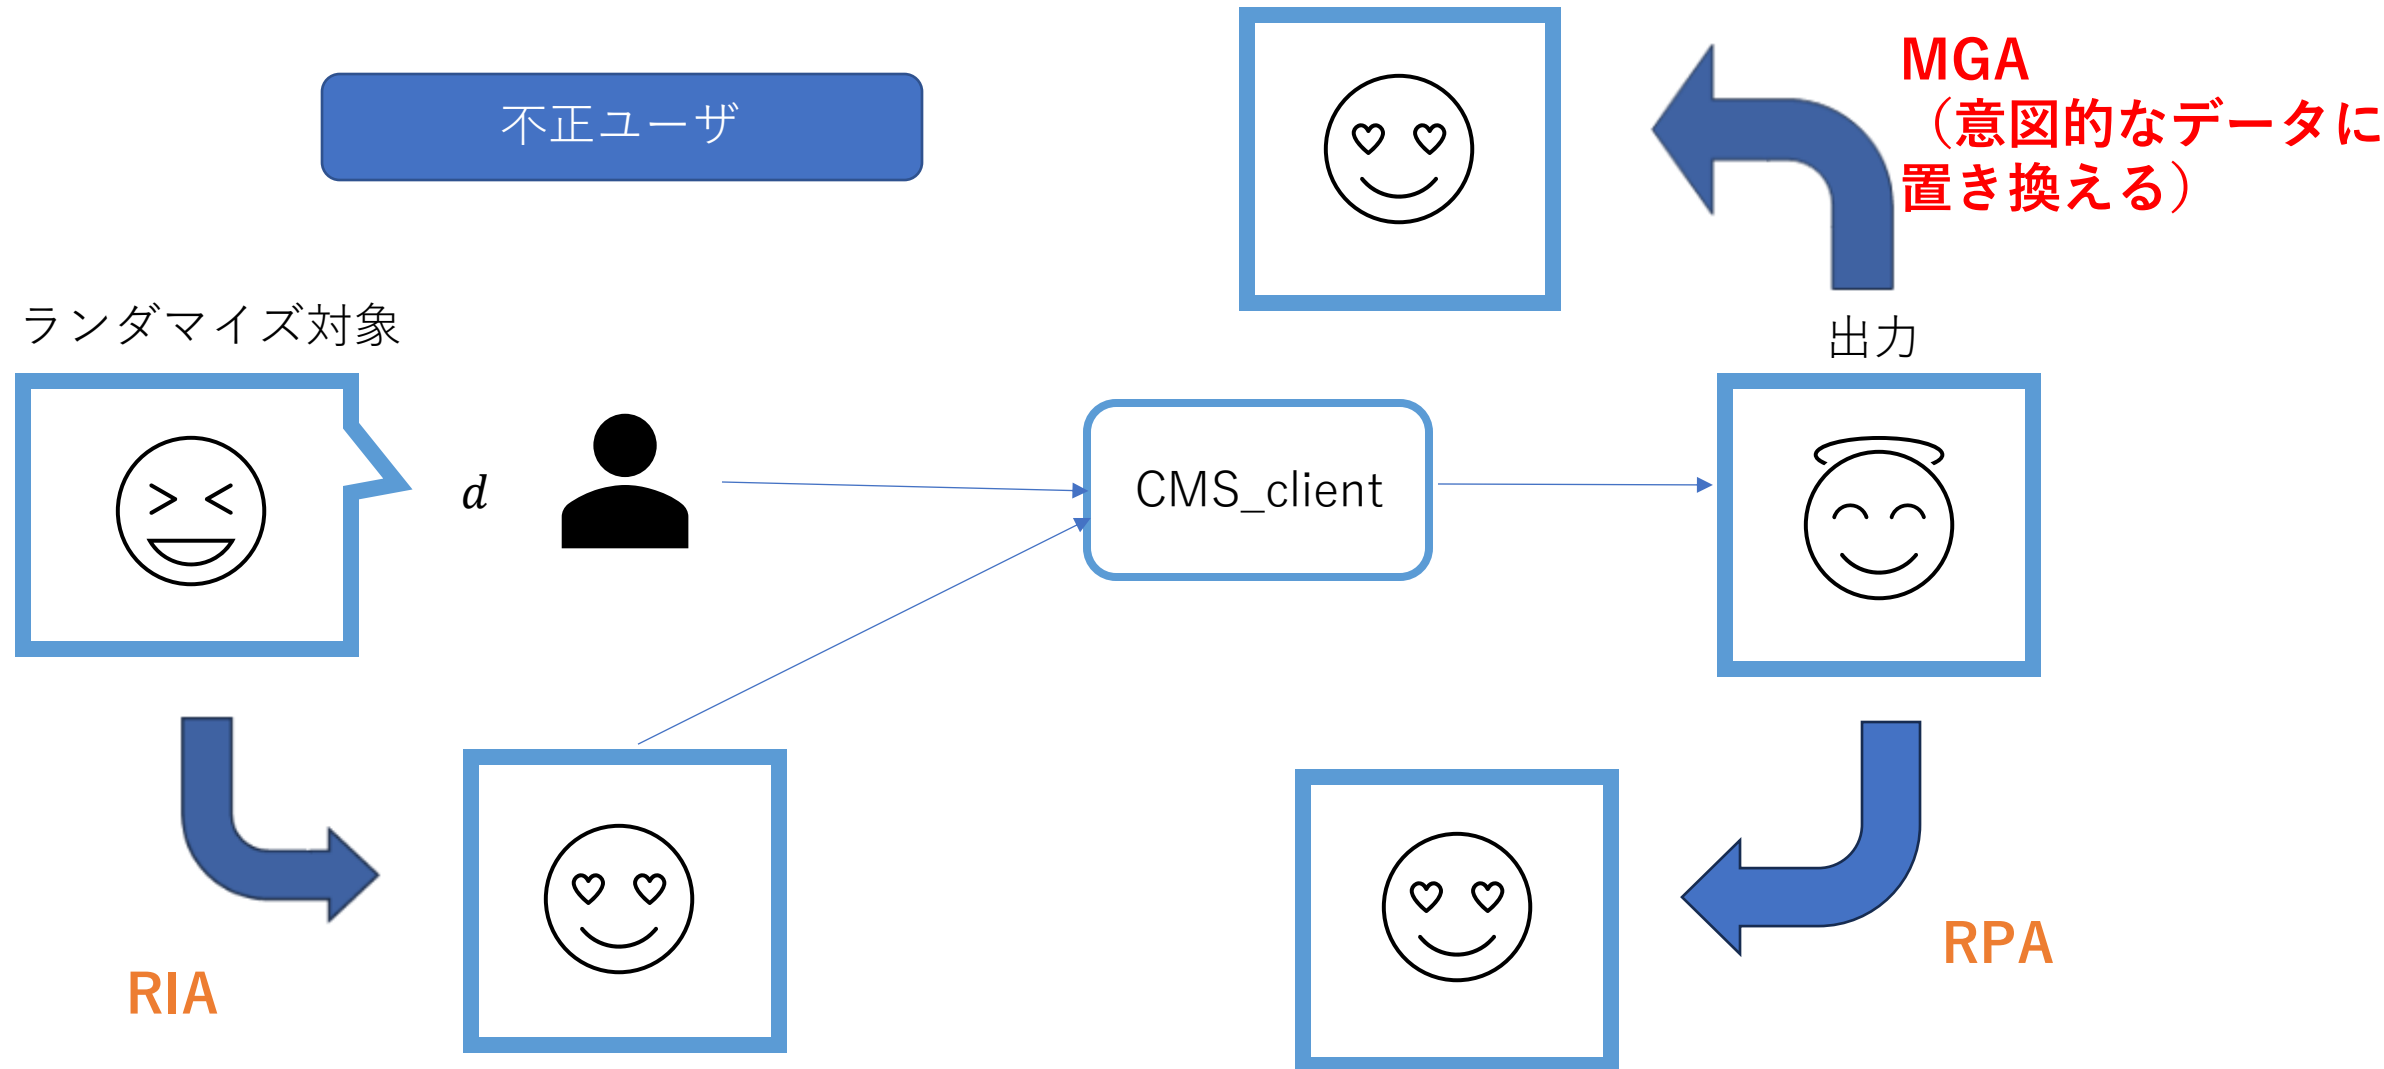 不正ユーザ
MGA
（意図的なデータに
置き換える）
ランダマイズ対象
出力
d
CMS_client
RIA
RPA